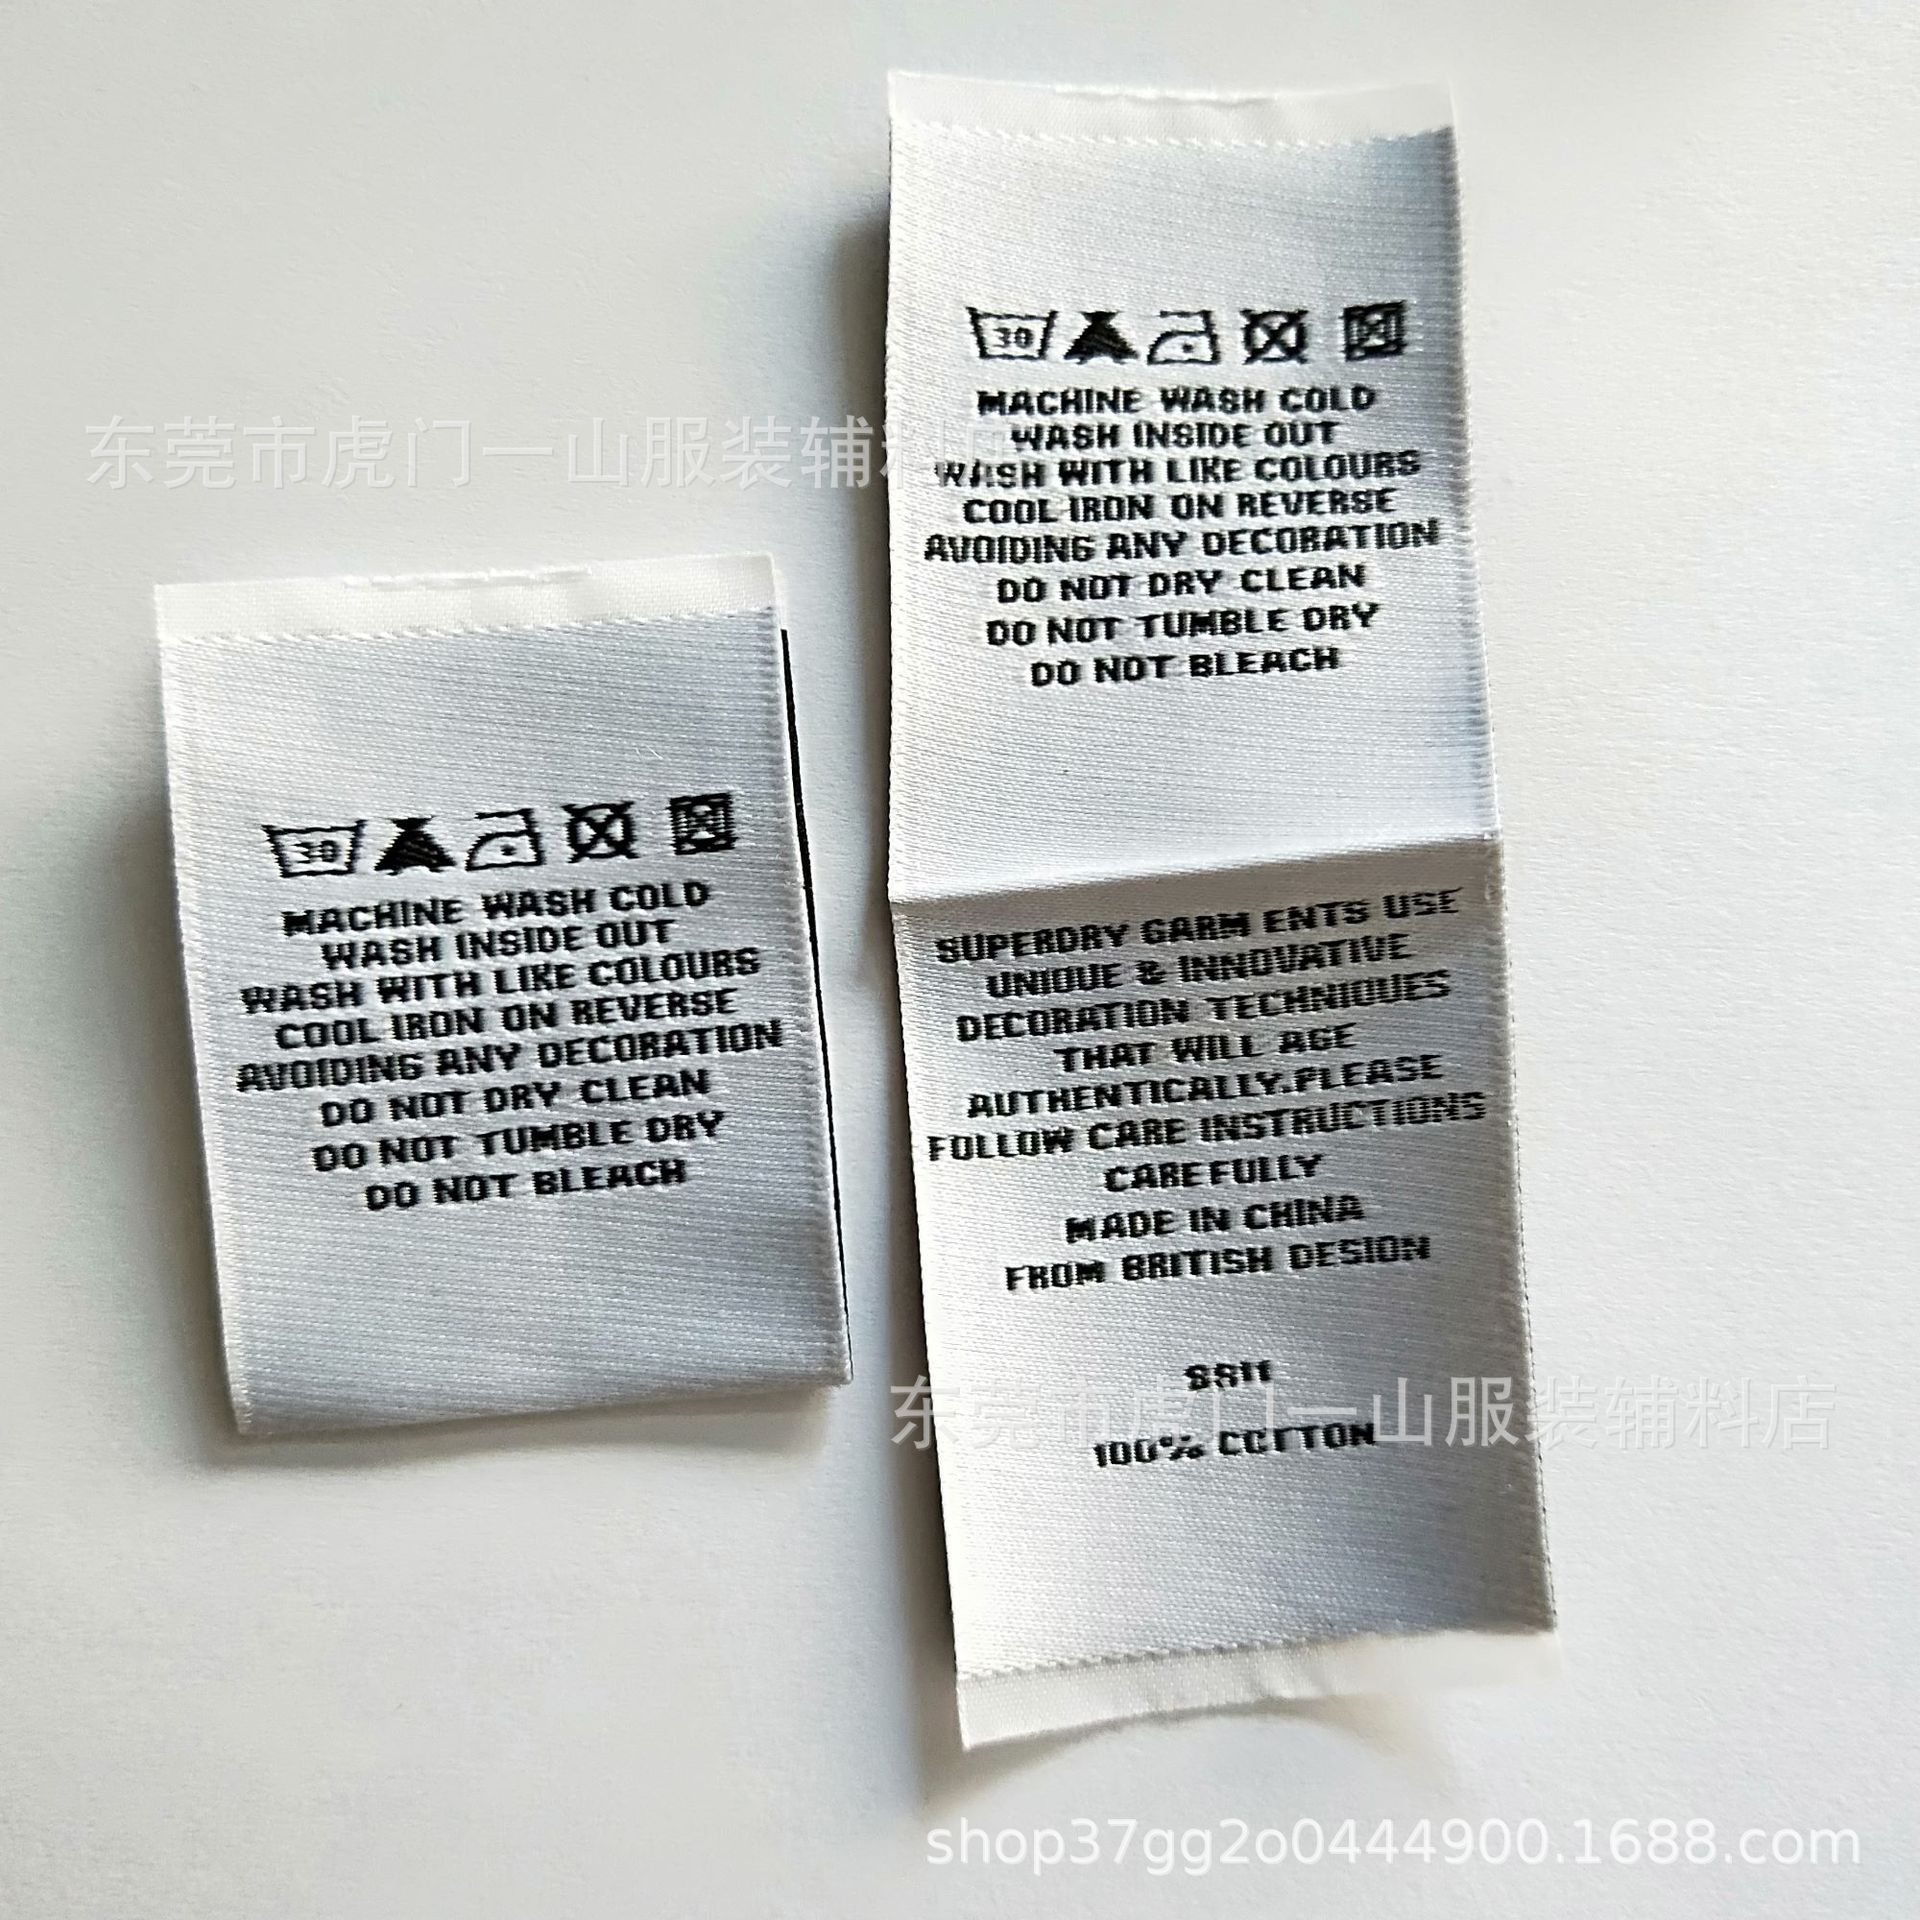 东莞市虎门一山服装辅料店
30
MACHINE WASH COLD
WASH INSIDE OUT
WASH WITH LIKE COLOURS
COOL IRON ON REVERSE
AVOIDING ANY DECORATION
DO NOT DRY CLEAN
DO NOT TUMBLE DRY
DO NOT BLEACH
30
MACHINE WASH COLD
WASH INSIDE OUT
WASH WITH LIKE COLOURS
COOL IRON ON REVERSE
AVOIDING ANY DECORATION
DO NOT DRY CLEAN
DO NOT TUMBLE DRY
DO NOT BLEACH
SUPERDRY GARM ENTS USE
UNIQUE & INNOVATIVE
DECORATION TECHNIQUES
THAT WILL AGE
AUTHENTICALLY.PLEASE
FOLLOW CARE INSTRUCTIONS
CAREFULLY
MADE IN CHINA
FROM BRITISH DESIGN
SS11
东莞市虎门一山服装辅料店
100% COTTON
shop37gg2o0444900.1688.com